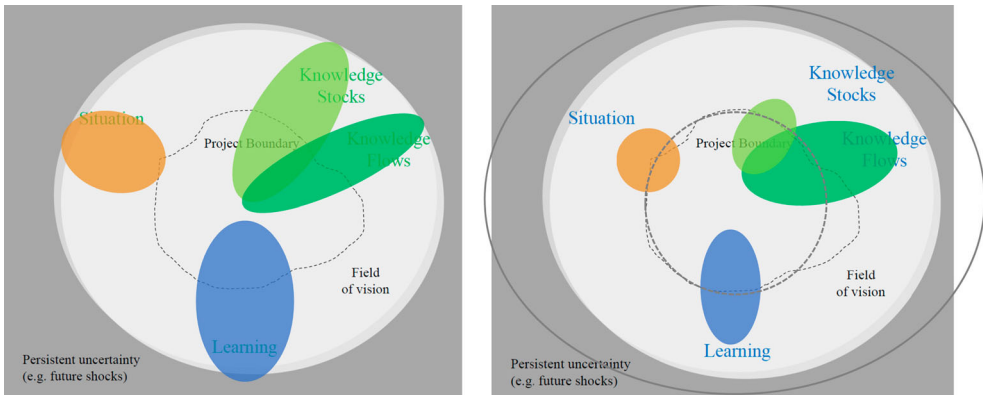 Knowledge
Stocks
Situation
Project Boundary
Knowledge
Flows
Field
of vision
Learning
Persistent uncertainty
(e.g. future shocks)
Knowledge
Stocks
Situation
Project Boundary
Knowledge
Flows
Field
of vision
Learning
Persistent uncertainty
(e.g. future shocks)